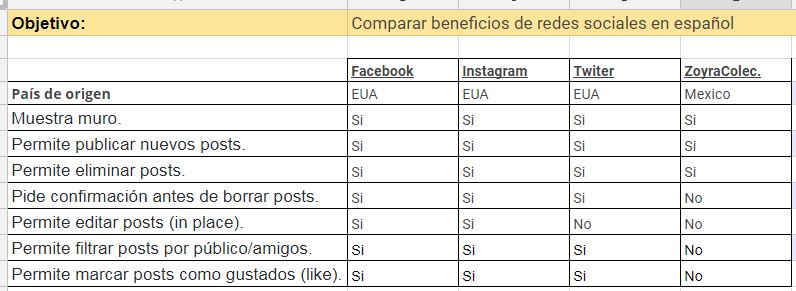 Objetivo: Comparar beneficios de redes sociales en español
Facebook Instagram Twiter ZoyraColec.
País de origen EUA EUA EUA Mexico
Muestra muro. Si Si Si Si
Permite publicar nuevos posts. Si Si Si Si
Permite eliminar posts. Si Si Si Si
Pide confirmación antes de borrar posts. Si Si Si No
Permite editar posts (in place). Si Si No No
Permite filtrar posts por público/amigos. Si Si Si No
Permite marcar posts como gustados (like). Si Si Si No